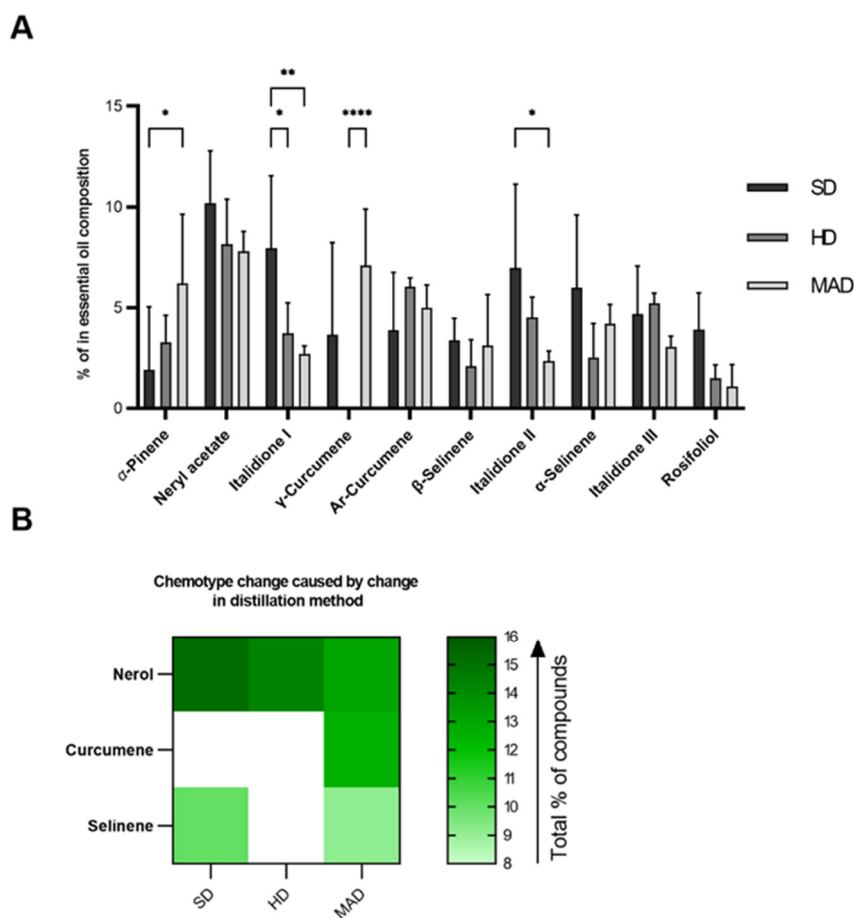 A
% of in essential oil composition
15
10
5
0
*
**
*
****
*
SD
HD
MAD
α-Pinene
Neryl acetate
Italidione I
γ-Curcumene
Ar-Curcumene
β-Selinene
Italidione II
α-Selinene
Italidione III
Rosifoliol
B
Chemotype change caused by change
in distillation method
Nerol
Curcumene
Selinene
SD
HD
MAD
16
15
14
13
12
11
10
9
8
Total % of compounds